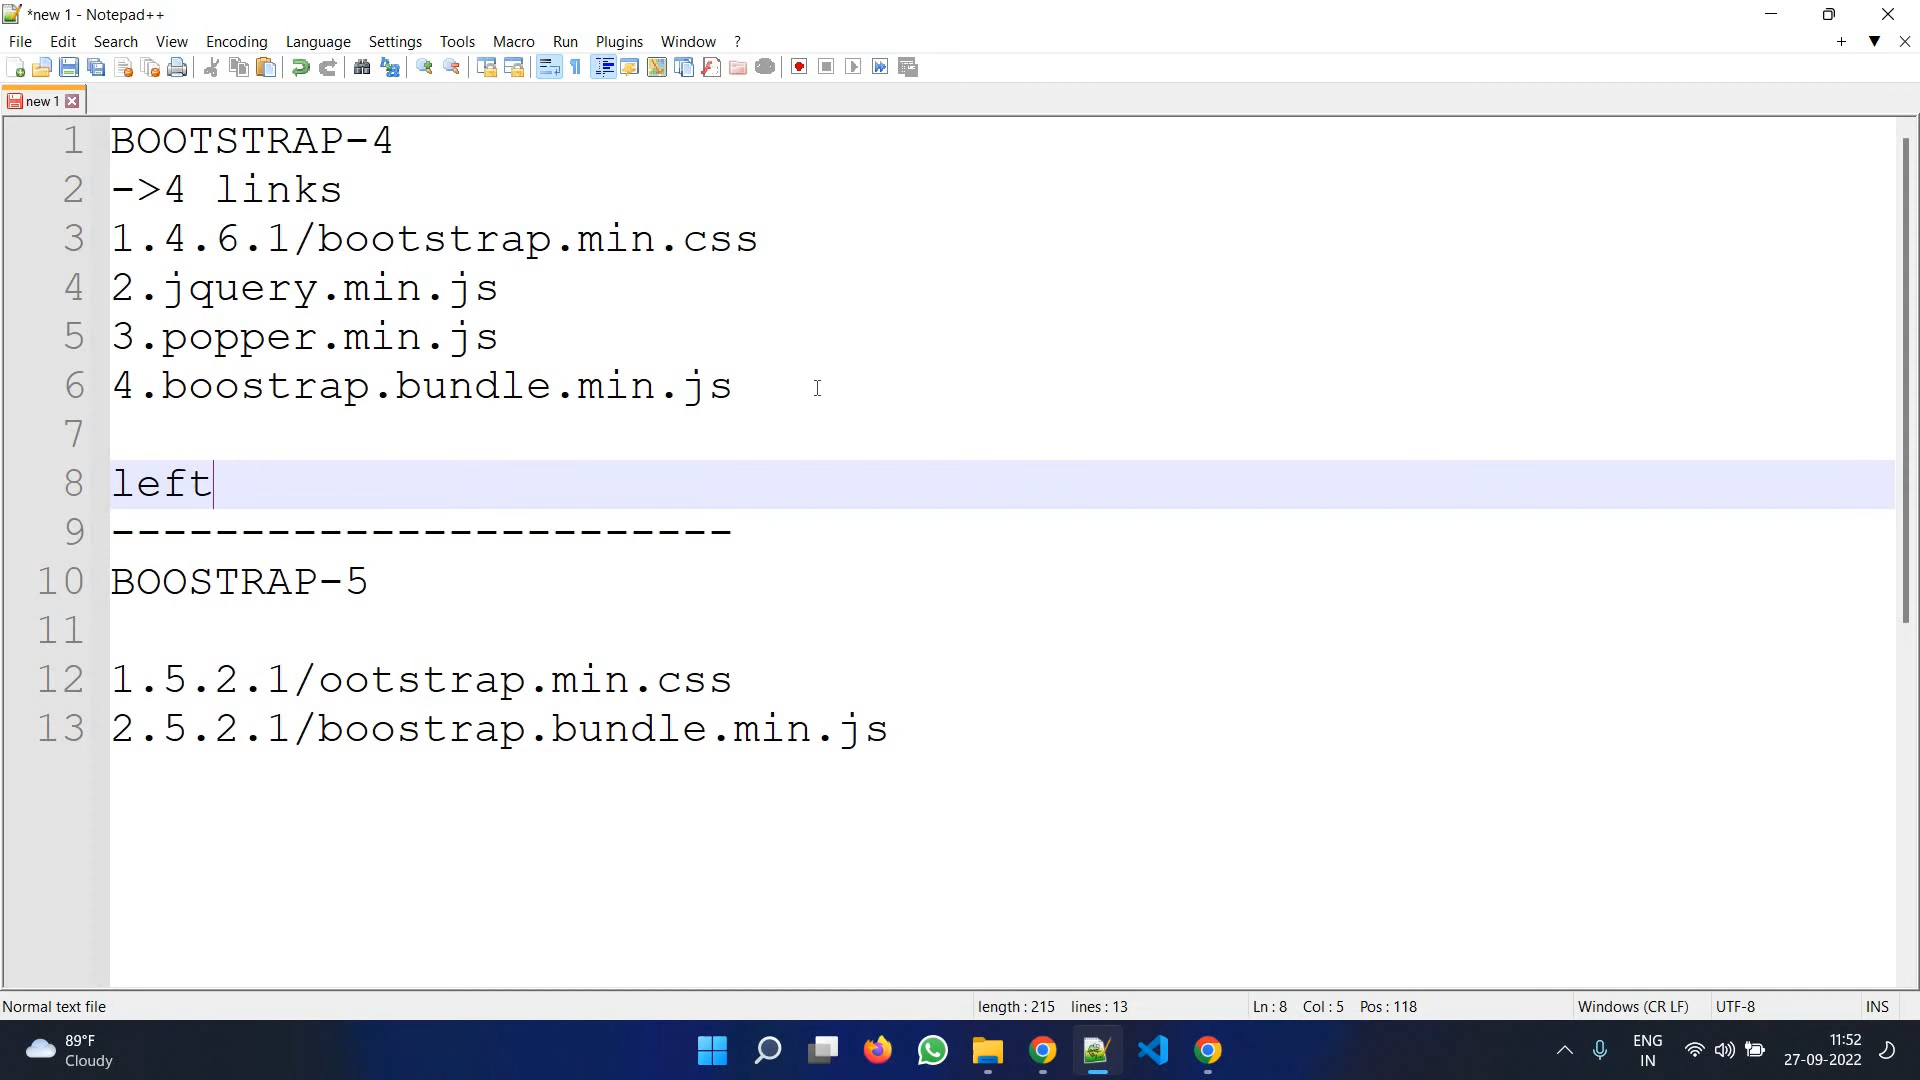 *new 1 - Notepad++
File Edit Search View Encoding Language Settings Tools Macro Run Plugins Window ?
new 1
1 BOOTSTRAP-4
2 ->4 links
3 1.4.6.1/bootstrap.min.css
4 2.jquery.min.js
5 3.popper.min.js
6 4.boostrap.bundle.min.js
7
8 left
9 ------------------------
10 BOOSTRAP-5
11
12 1.5.2.1/ootstrap.min.css
13 2.5.2.1/boostrap.bundle.min.js
Normal text file length : 215 lines : 13 Ln : 8 Col : 5 Pos : 118 Windows (CR LF) UTF-8 INS
89°F
Cloudy
ENG
IN
11:52
27-09-2022